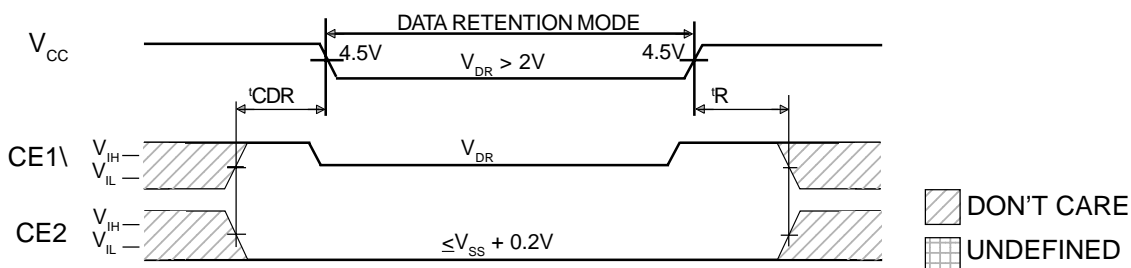 DATA RETENTION MODE
VCC
4.5V
VDR > 2V
4.5V
tCDR
tR
CE1\
VIH
VIL
VDR
CE2
VIH
VIL
≤VSS + 0.2V
DON'T CARE
UNDEFINED